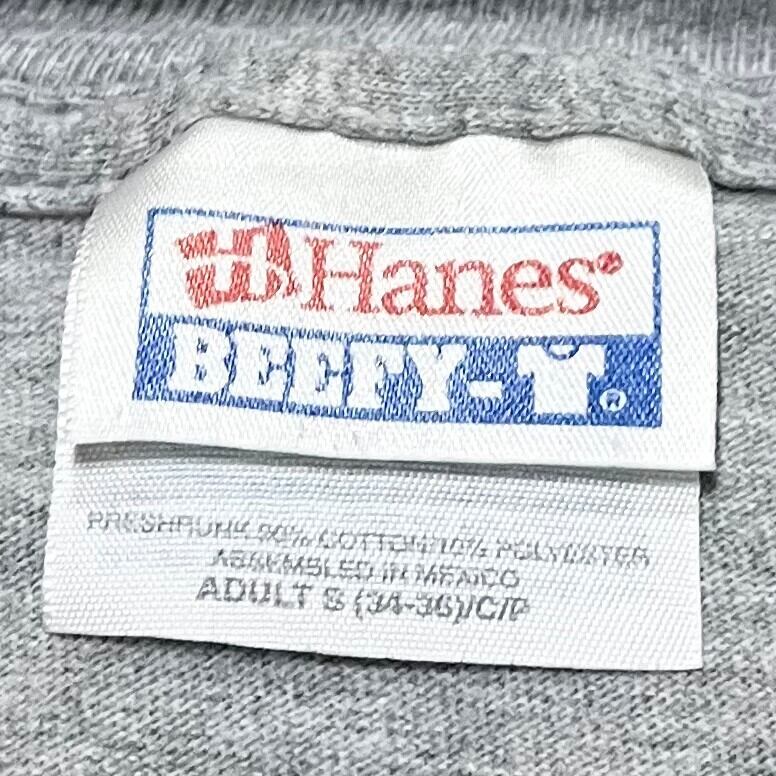 Hanes®
BEEFY-T®
PRESHRUNK 90% COTTON/10% POLYESTER
ASSEMBLED IN MEXICO
ADULT S (34-36)/C/P